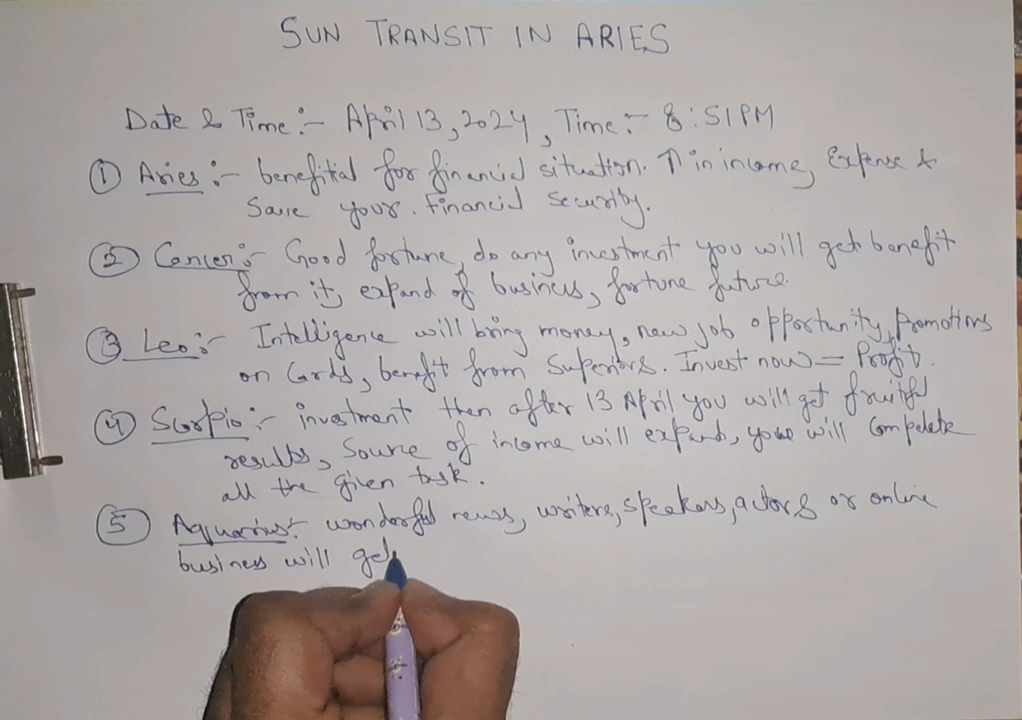 SUN TRANSIT IN ARIES
Date & Time:- April 13, 2024, Time:- 8:51PM
① Aries:- benefitial for financial situation. ↑ in income, Expense &
Save your. Financial security.
② Cancer:- Good fortune, do any investment you will get benefit
from it, expand of business, fortune future.
③ Leo:- Intelligence will bring money, new job opportunity, promotions
on Cards, benefit from Superiors. Invest now = Profit.
④ Scorpio:- investment then after 13 April you will get fruitful
results, Source of income will expand, you will Compelete
all the given task.
⑤ Aquarius:- wonderful news, writers, speakers, actors or online
business will get